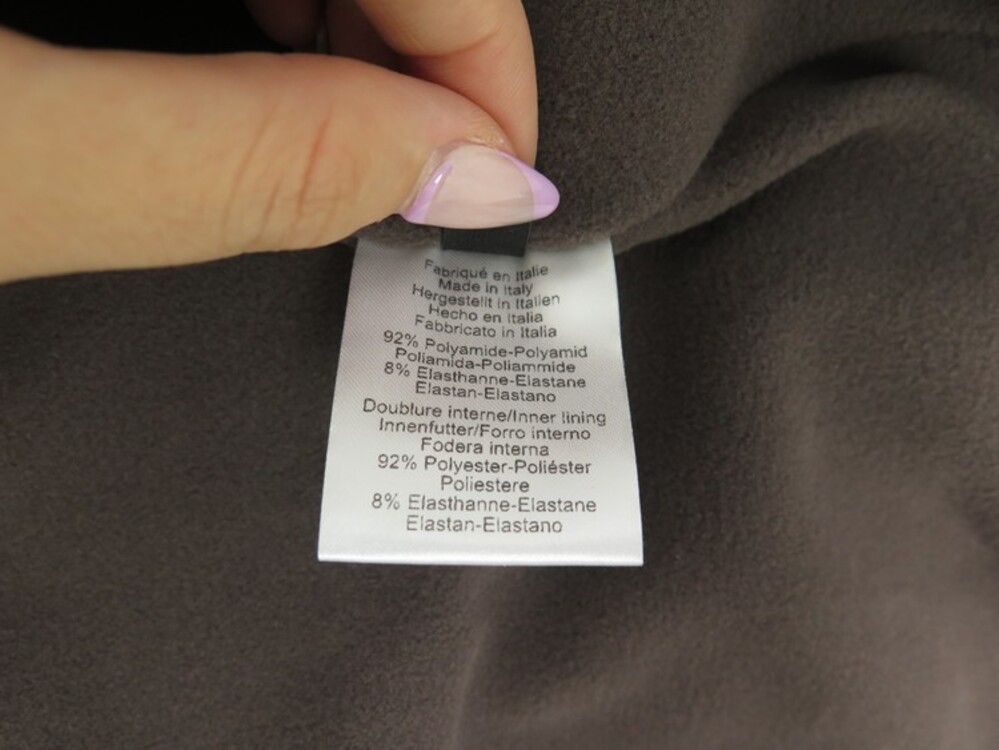 Fabriqué en Italie
Made in Italy
Hergestellt in Italien
Hecho en Italia
Fabbricato in Italia
92% Polyamide-Polyamid
Poliamida-Poliammide
8% Elasthanne-Elastane
Elastan-Elastano
Doublure interne/Inner lining
Innenfutter/Forro interno
Fodera interna
92% Polyester-Poliéster
Poliestere
8% Elasthanne-Elastane
Elastan-Elastano